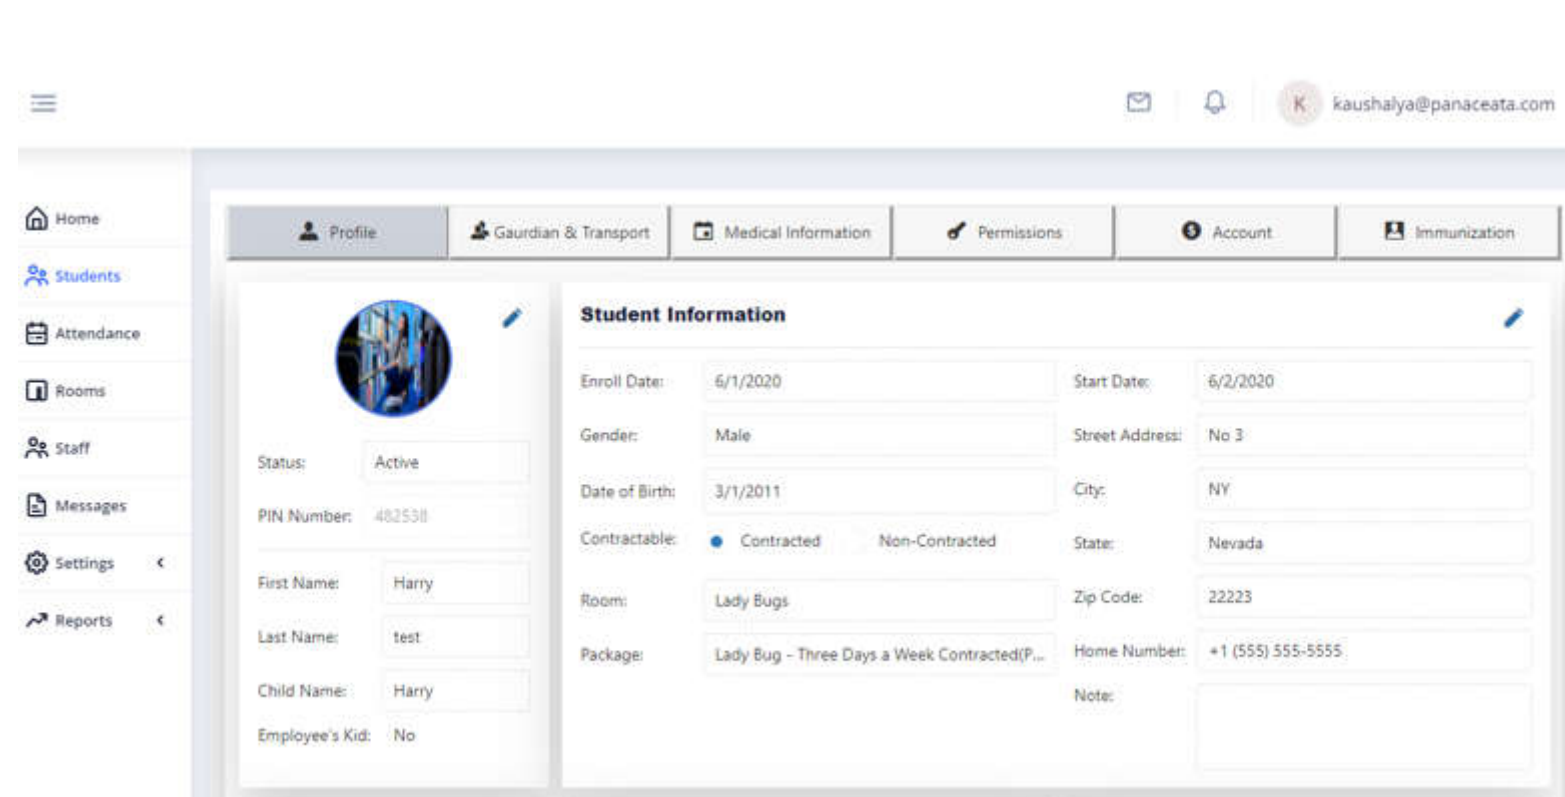 K kaushalya@panaceata.com
Home
Students
Attendance
Rooms
Staff
Messages
Settings
Reports
Profile
Gaurdian & Transport
Medical Information
Permissions
Account
Immunization
Status: Active
PIN Number: 482538
First Name: Harry
Last Name: test
Child Name: Harry
Employee's Kid: No
Student Information
Enroll Date: 6/1/2020
Gender: Male
Date of Birth: 3/1/2011
Contractable: Contracted Non-Contracted
Room: Lady Bugs
Package: Lady Bug - Three Days a Week Contracted(P...
Start Date: 6/2/2020
Street Address: No 3
City: NY
State: Nevada
Zip Code: 22223
Home Number: +1 (555) 555-5555
Note: